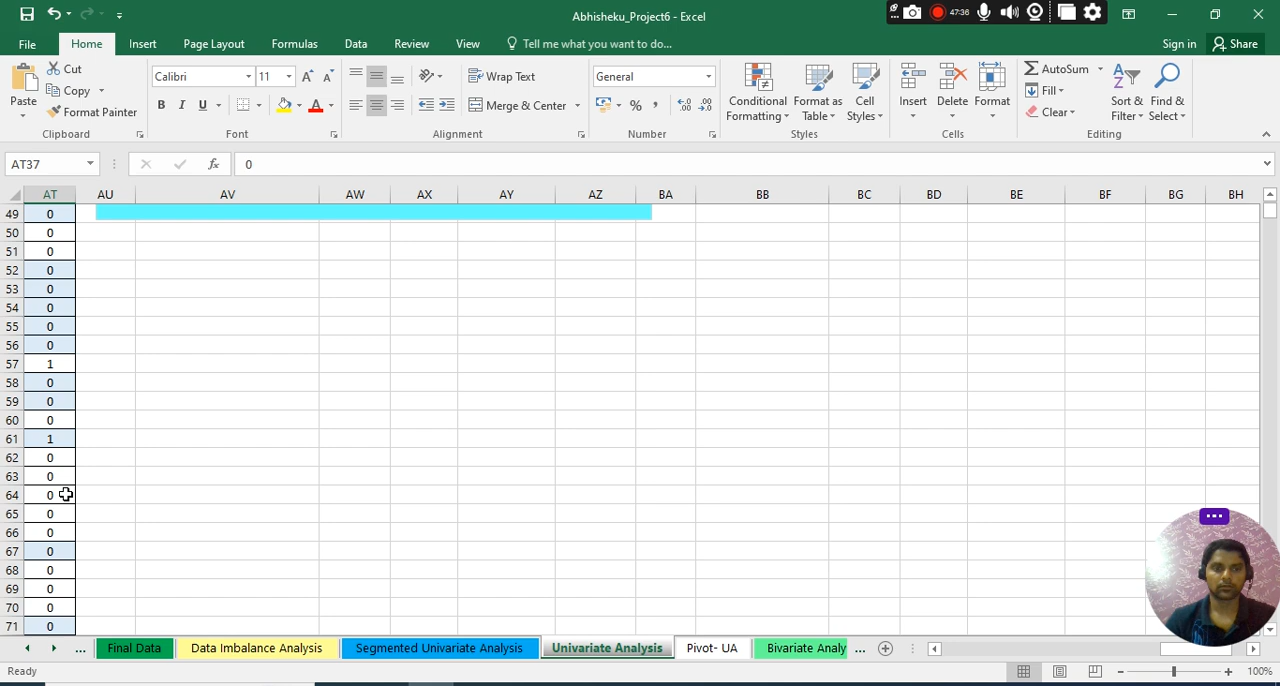 Abhisheku_Project6 - Excel
47:36
File Home Insert Page Layout Formulas Data Review View Tell me what you want to do... Sign in Share
Paste Cut Copy Format Painter
Calibri 11 B I U A
Wrap Text Merge & Center
General % ,
Conditional Formatting Format as Table Cell Styles
Insert Delete Format
AutoSum Fill Clear Sort & Filter Find & Select
Clipboard Font Alignment Number Styles Cells Editing
AT37 fx 0
AT AU AV AW AX AY AZ BA BB BC BD BE BF BG BH
49 0
50 0
51 0
52 0
53 0
54 0
55 0
56 0
57 1
58 0
59 0
60 0
61 1
62 0
63 0
64 0
65 0
66 0
67 0
68 0
69 0
70 0
71 0
... Final Data Data Imbalance Analysis Segmented Univariate Analysis Univariate Analysis Pivot- UA Bivariate Analy ...
Ready 100%